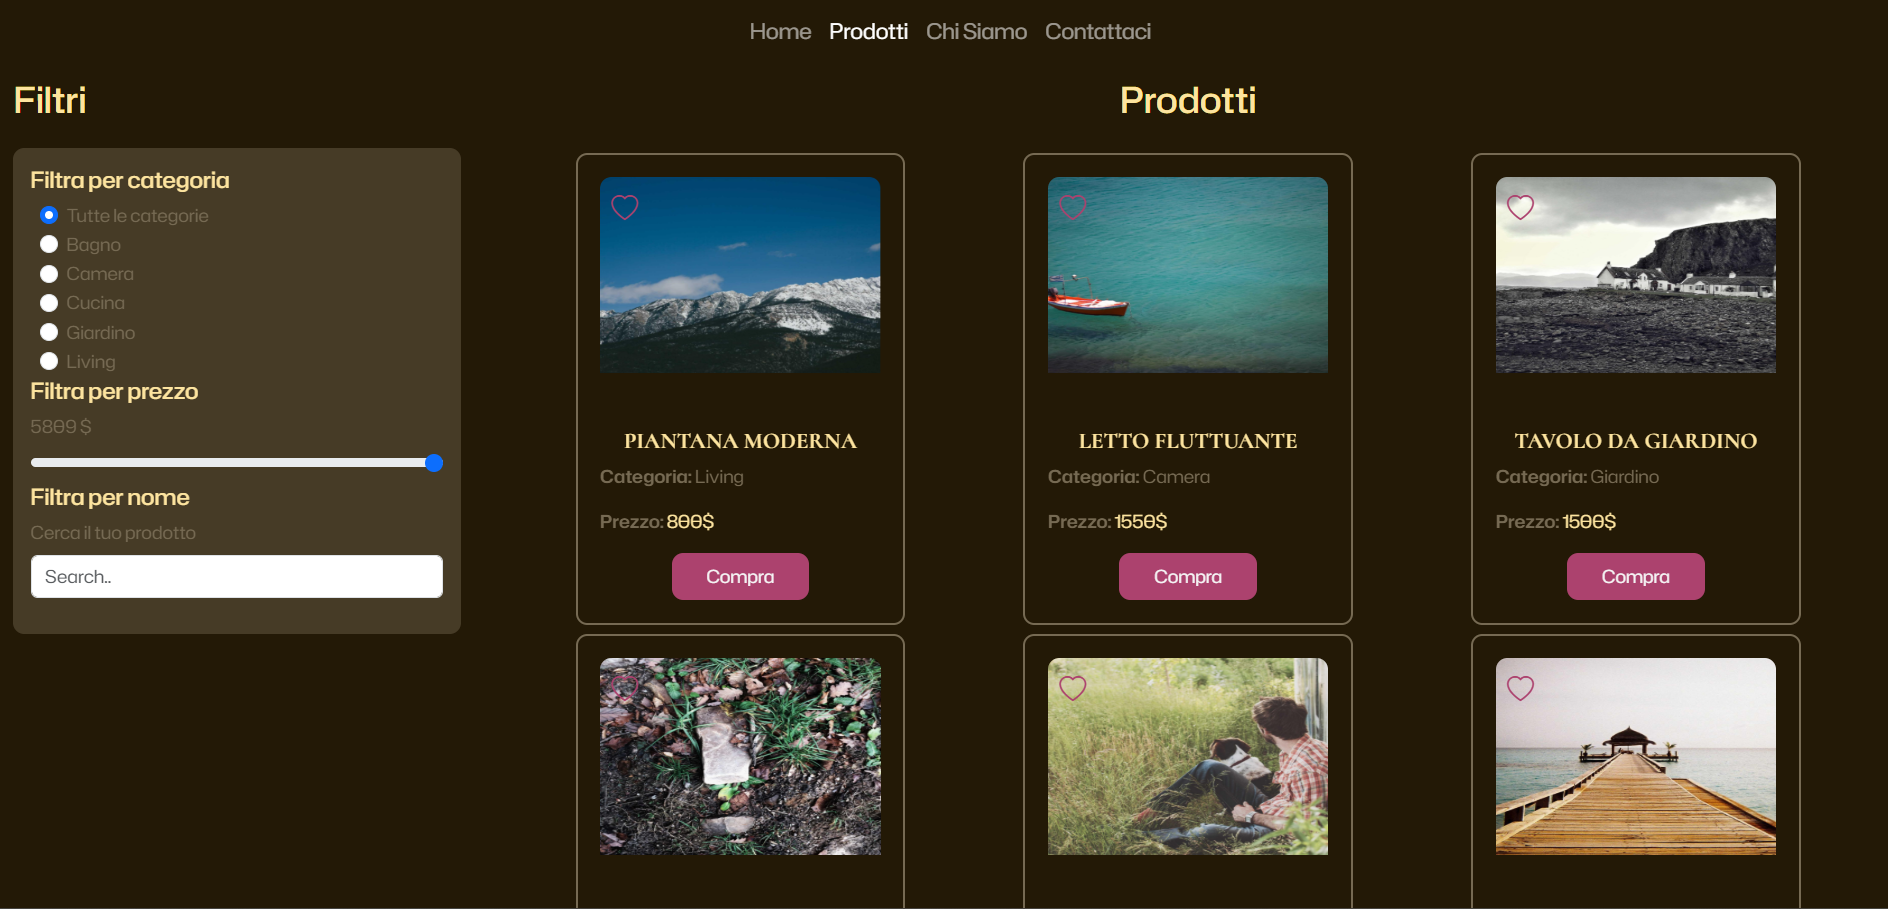 Home Prodotti Chi Siamo Contattaci
Filtri
Filtra per categoria
Tutte le categorie
Bagno
Camera
Cucina
Giardino
Living
Filtra per prezzo
5809 $
Filtra per nome
Cerca il tuo prodotto
Search..
Prodotti
PIANTANA MODERNA
Categoria: Living
Prezzo: 800$
Compra
LETTO FLUTTUANTE
Categoria: Camera
Prezzo: 1550$
Compra
TAVOLO DA GIARDINO
Categoria: Giardino
Prezzo: 1500$
Compra